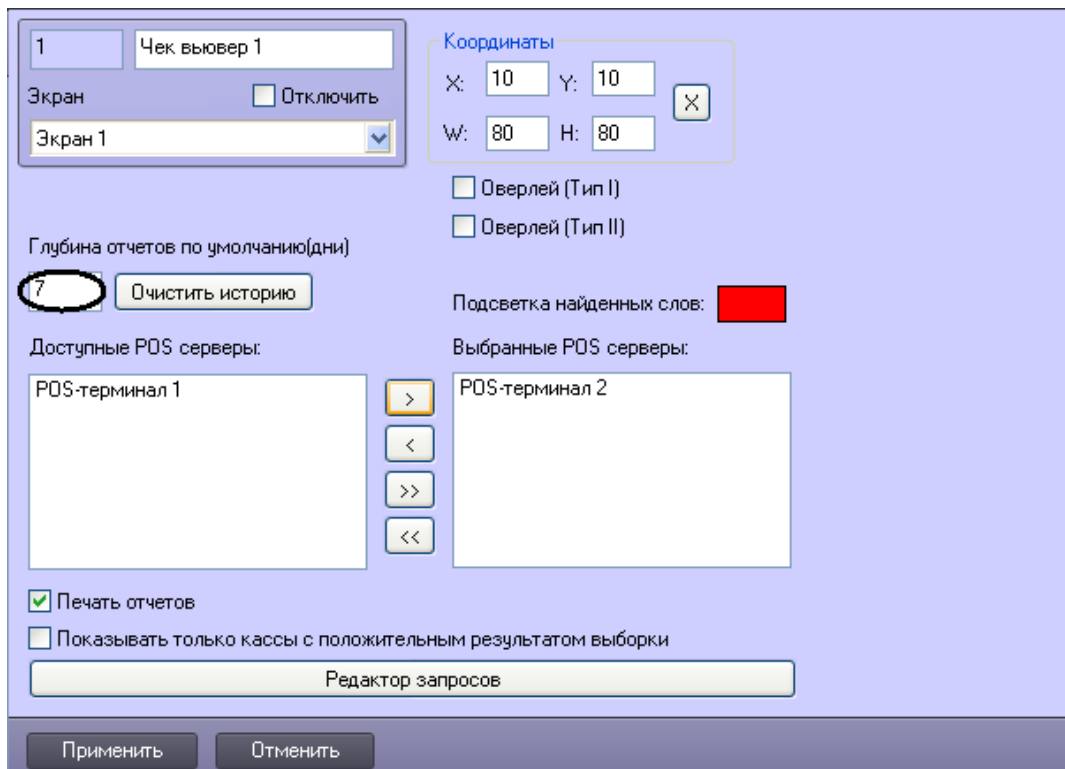 1
Чек вьювер 1
Экран
Отключить
Экран 1
Координаты
X: 10 Y: 10
X
W: 80 H: 80
Оверлей (Тип I)
Оверлей (Тип II)
Глубина отчетов по умолчанию(дни)
7
Очистить историю
Подсветка найденных слов:
Доступные POS серверы:
Выбранные POS серверы:
POS-терминал 1
POS-терминал 2
>
<
>>
<<
Печать отчетов
Показывать только кассы с положительным результатом выборки
Редактор запросов
Применить
Отменить